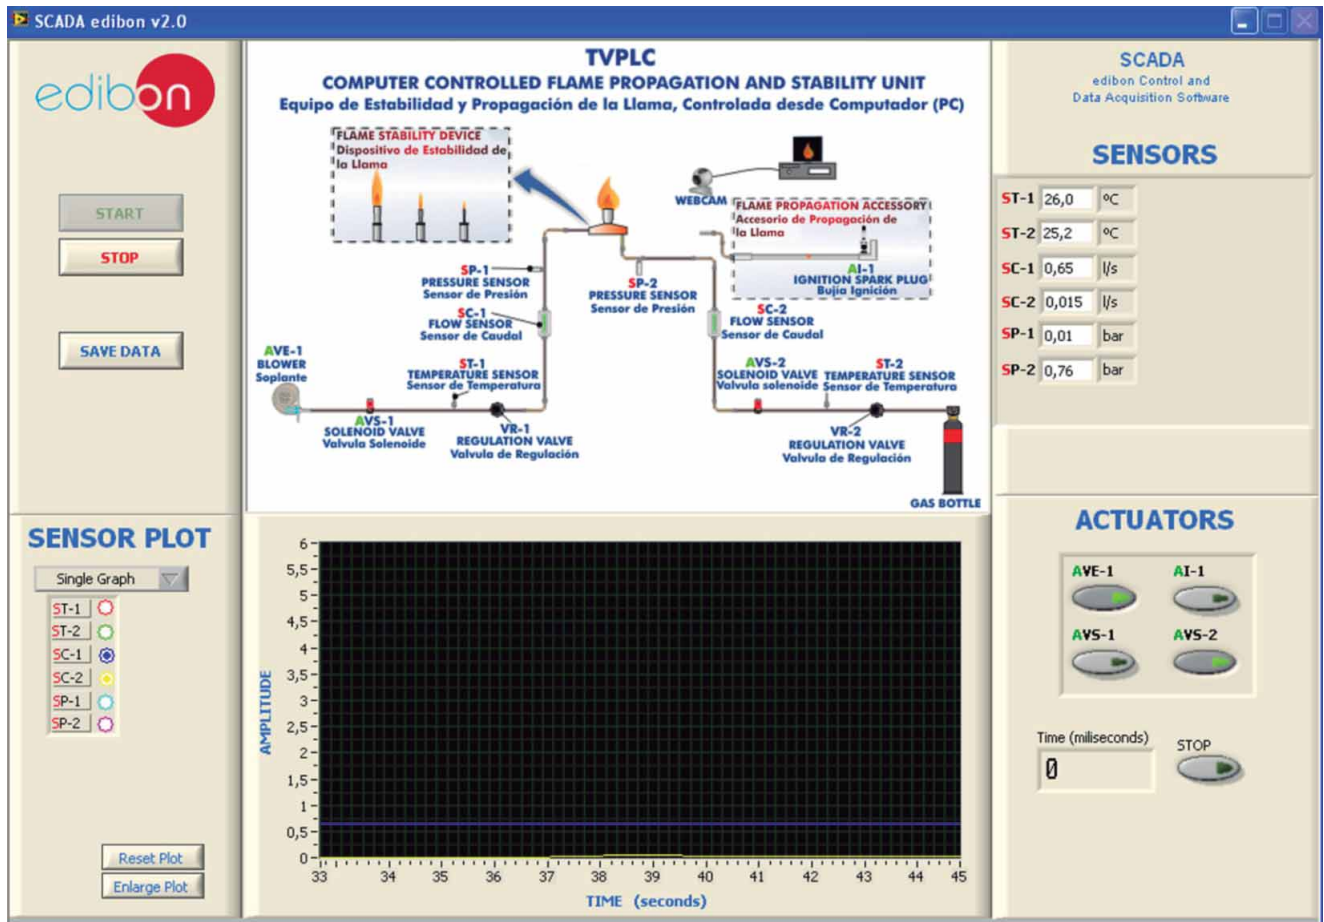 SCADA edibon v2.0
edibon
START
STOP
SAVE DATA
TVPLC
COMPUTER CONTROLLED FLAME PROPAGATION AND STABILITY UNIT
Equipo de Estabilidad y Propagación de la Llama, Controlada desde Computador (PC)
FLAME STABILITY DEVICE
Dispositivo de Estabilidad de
la Llama
WEBCAM
FLAME PROPAGATION ACCESSORY
Accesorio de Propagación de
la Llama
AI-1
IGNITION SPARK PLUG
Bujía Ignición
SP-1
PRESSURE SENSOR
Sensor de Presión
SP-2
PRESSURE SENSOR
Sensor de Presión
SC-1
FLOW SENSOR
Sensor de Caudal
SC-2
FLOW SENSOR
Sensor de Caudal
AVE-1
BLOWER
Soplante
ST-1
TEMPERATURE SENSOR
Sensor de Temperatura
AVS-2
SOLENOID VALVE
Valvula solenoide
ST-2
TEMPERATURE SENSOR
Sensor de Temperatura
AVS-1
SOLENOID VALVE
Valvula Solenoide
VR-1
REGULATION VALVE
Valvula de Regulación
VR-2
REGULATION VALVE
Valvula de Regulación
GAS BOTTLE
SCADA
edibon Control and
Data Acquisition Software
SENSORS
ST-1 26,0 ºC
ST-2 25,2 ºC
SC-1 0,65 l/s
SC-2 0,015 l/s
SP-1 0,01 bar
SP-2 0,76 bar
SENSOR PLOT
Single Graph
ST-1
ST-2
SC-1
SC-2
SP-1
SP-2
Reset Plot
Enlarge Plot
AMPLITUDE
6
5,5
5
4,5
4
3,5
3
2,5
2
1,5
1
0,5
0
33 34 35 36 37 38 39 40 41 42 43 44 45
TIME (seconds)
ACTUATORS
AVE-1 AI-1
AVS-1 AVS-2
Time (miliseconds)
0
STOP